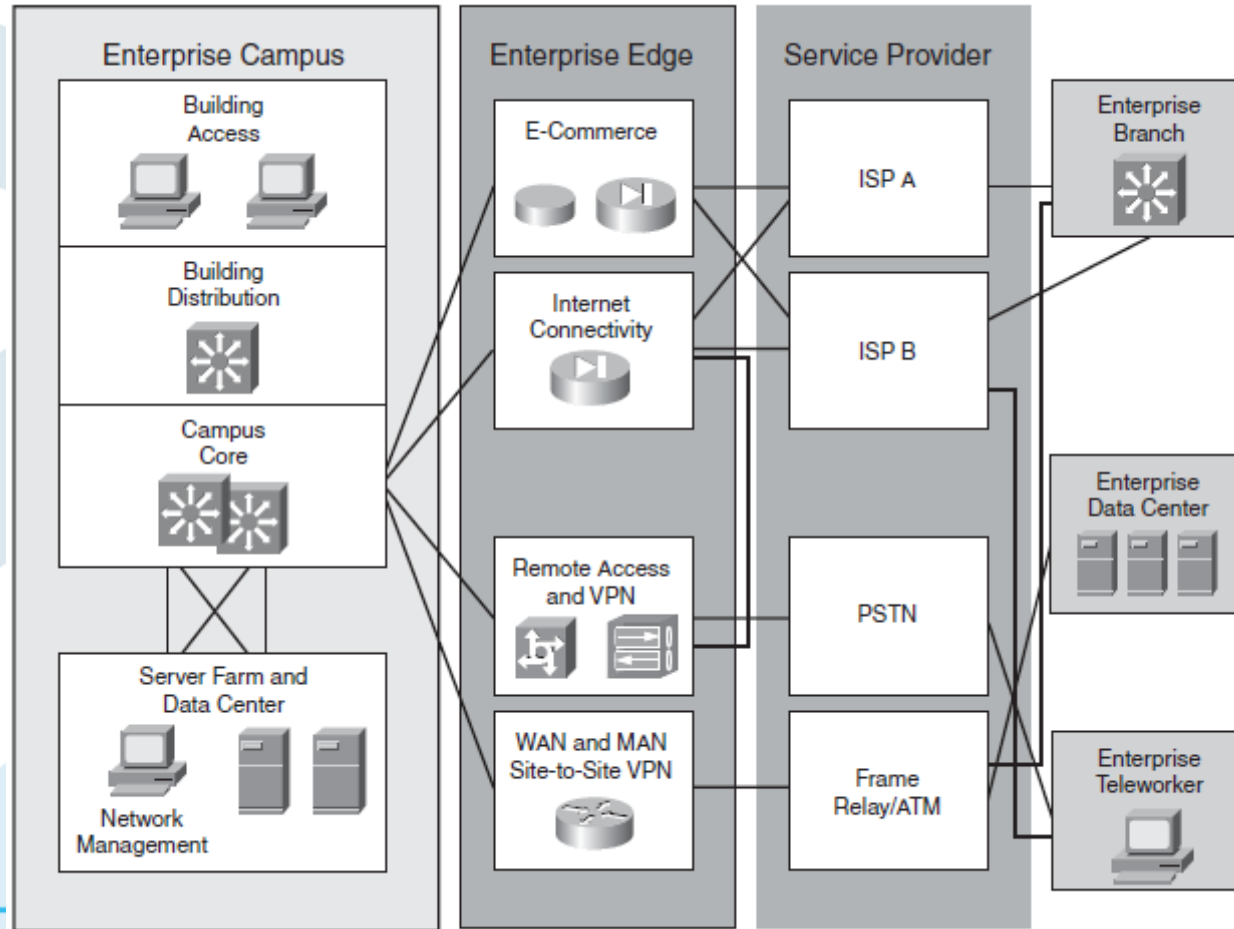 Enterprise Campus
Building
Access
Building
Distribution
Campus
Core
Server Farm and
Data Center
Network
Management
Enterprise Edge
E-Commerce
Internet
Connectivity
Remote Access
and VPN
WAN and MAN
Site-to-Site VPN
Service Provider
ISP A
ISP B
PSTN
Frame
Relay/ATM
Enterprise
Branch
Enterprise
Data Center
Enterprise
Teleworker